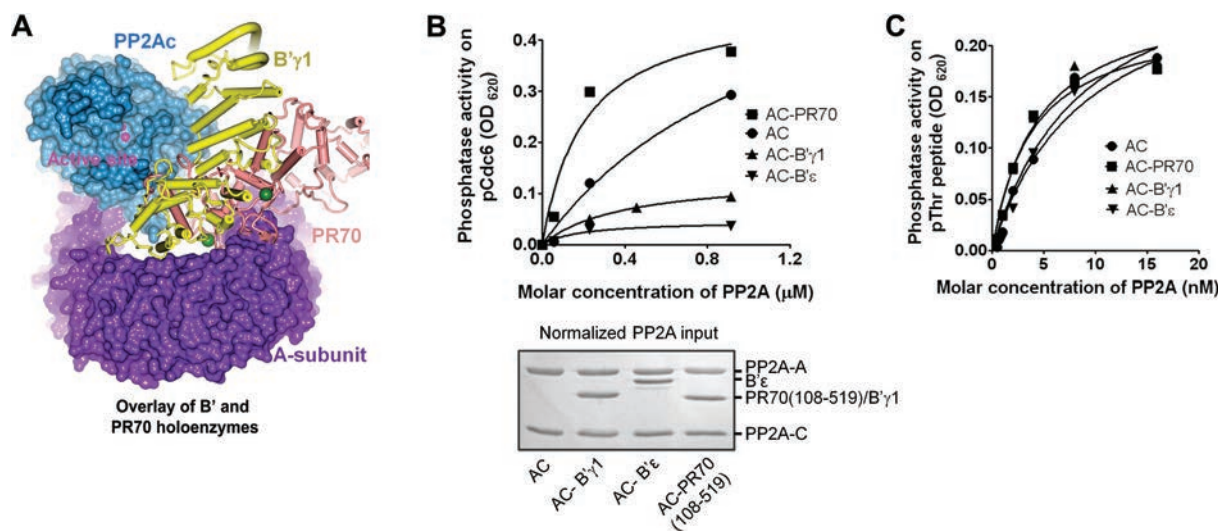 A
PP2Ac
B'γ1
Active site
PR70
A-subunit
Overlay of B' and
PR70 holoenzymes
B
Phosphatase activity on
pCdc6 (OD 620)
0.4
0.3
0.2
0.1
0.0
0.0
0.4
0.8
1.2
AC-PR70
AC
AC-B'γ1
AC-B'ε
Molar concentration of PP2A (μM)
Normalized PP2A input
PP2A-A
B'ε
PR70(108-519)/B'γ1
PP2A-C
AC
AC- B'γ1
AC- B'ε
AC-PR70
(108-519)
C
Phosphatase activity on
pThr peptide (OD 620)
0.20
0.15
0.10
0.05
0.00
0
5
10
15
20
AC
AC-PR70
AC-B'γ1
AC-B'ε
Molar concentration of PP2A (nM)